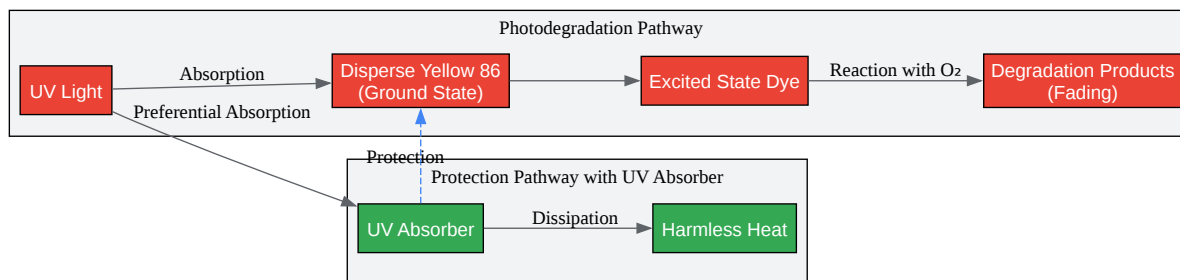 Photodegradation Pathway
UV Light
Absorption
Disperse Yellow 86
(Ground State)
Excited State Dye
Reaction with O₂
Degradation Products
(Fading)
Preferential Absorption
Protection
Protection Pathway with UV Absorber
UV Absorber
Dissipation
Harmless Heat